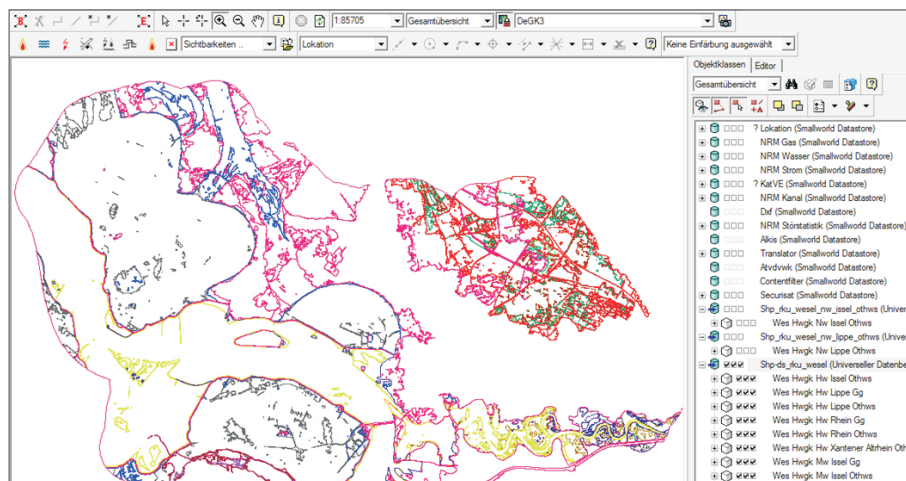 1:85705 Gesamtübersicht DeGK3
Sichtbarkeiten .. Lokation Keine Einfärbung ausgewählt
Objektklassen Editor
Gesamtübersicht
? Lokation (Smallworld Datastore)
NRM Gas (Smallworld Datastore)
NRM Wasser (Smallworld Datastore)
NRM Strom (Smallworld Datastore)
? KatVE (Smallworld Datastore)
NRM Kanal (Smallworld Datastore)
Dxf (Smallworld Datastore)
NRM Störstatistik (Smallworld Datastore)
Alkis (Smallworld Datastore)
Translator (Smallworld Datastore)
Atvdvwk (Smallworld Datastore)
Contentfilter (Smallworld Datastore)
Securisat (Smallworld Datastore)
Shp_rku_wesel_nw_issel_othws (Univer
Wes Hwgk Nw Issel Othws
Shp_rku_wesel_nw_lippe_othws (Univers
Wes Hwgk Nw Lippe Othws
Shp-ds_rku_wesel (Universeller Datenbe
Wes Hwgk Hw Issel Othws
Wes Hwgk Hw Lippe Gg
Wes Hwgk Hw Lippe Othws
Wes Hwgk Hw Rhein Gg
Wes Hwgk Hw Rhein Othws
Wes Hwgk Hw Xantener Altrhein Oth
Wes Hwgk Mw Issel Gg
Wes Hwgk Mw Issel Othws